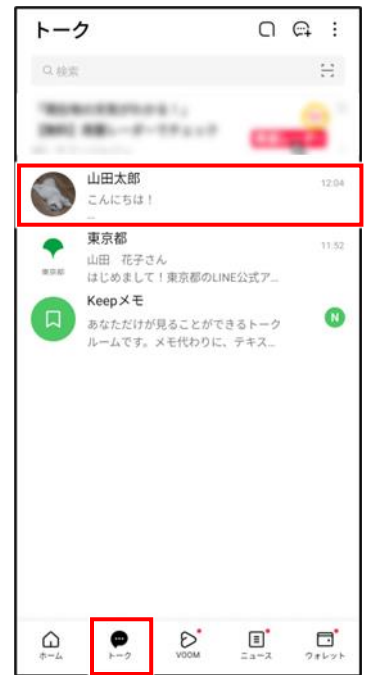 トーク
検索
山田太郎
12:04
こんにちは！
東京都
11:52
山田 花子さん
はじめまして！東京都のLINE公式ア...
東京都
Keepメモ
あなただけが見ることができるトーク
ルームです。メモ代わりに、テキス...
N
ホーム
トーク
VOOM
ニュース
ウォレット